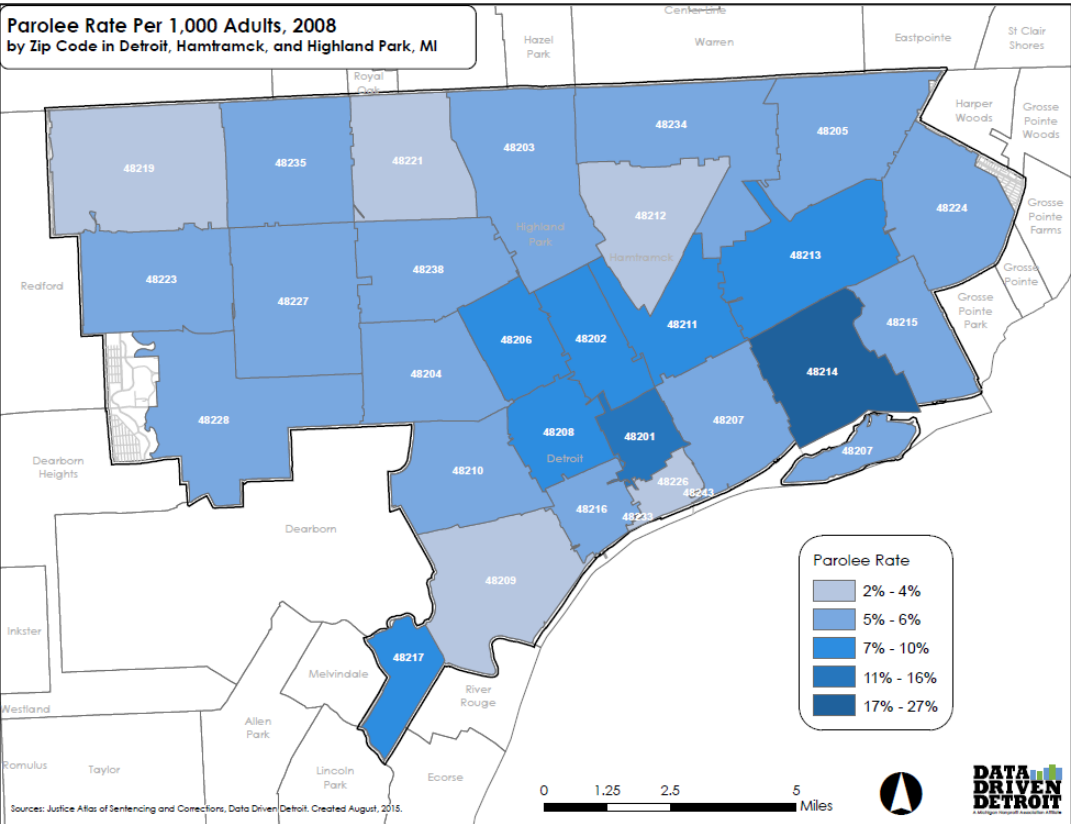 Parolee Rate Per 1,000 Adults, 2008
by Zip Code in Detroit, Hamtramck, and Highland Park, MI
Center Line
Hazel
Park
Warren
Eastpointe
St Clair
Shores
Royal
Oak
Harper
Woods
Grosse
Pointe
Woods
48219
48235
48221
48203
48234
48205
48212
48224
Grosse
Pointe
Farms
Highland
Park
Hamtramck
48213
Redford
48223
48227
48238
Grosse
Pointe
Grosse
Pointe
Park
48206
48202
48211
48215
48204
48214
48228
48208
48201
48207
Detroit
48207
Dearborn
Heights
48210
48226
48243
48216
48233
Dearborn
48209
Inkster
48217
Melvindale
River
Rouge
Westland
Allen
Park
Romulus
Taylor
Lincoln
Park
Ecorse
Parolee Rate
2% - 4%
5% - 6%
7% - 10%
11% - 16%
17% - 27%
0 1.25 2.5 5
Miles
Sources: Justice Atlas of Sentencing and Corrections, Data Driven Detroit. Created August, 2015.
DATA
DRIVEN
DETROIT
A Michigan Nonprofit Association Affiliate